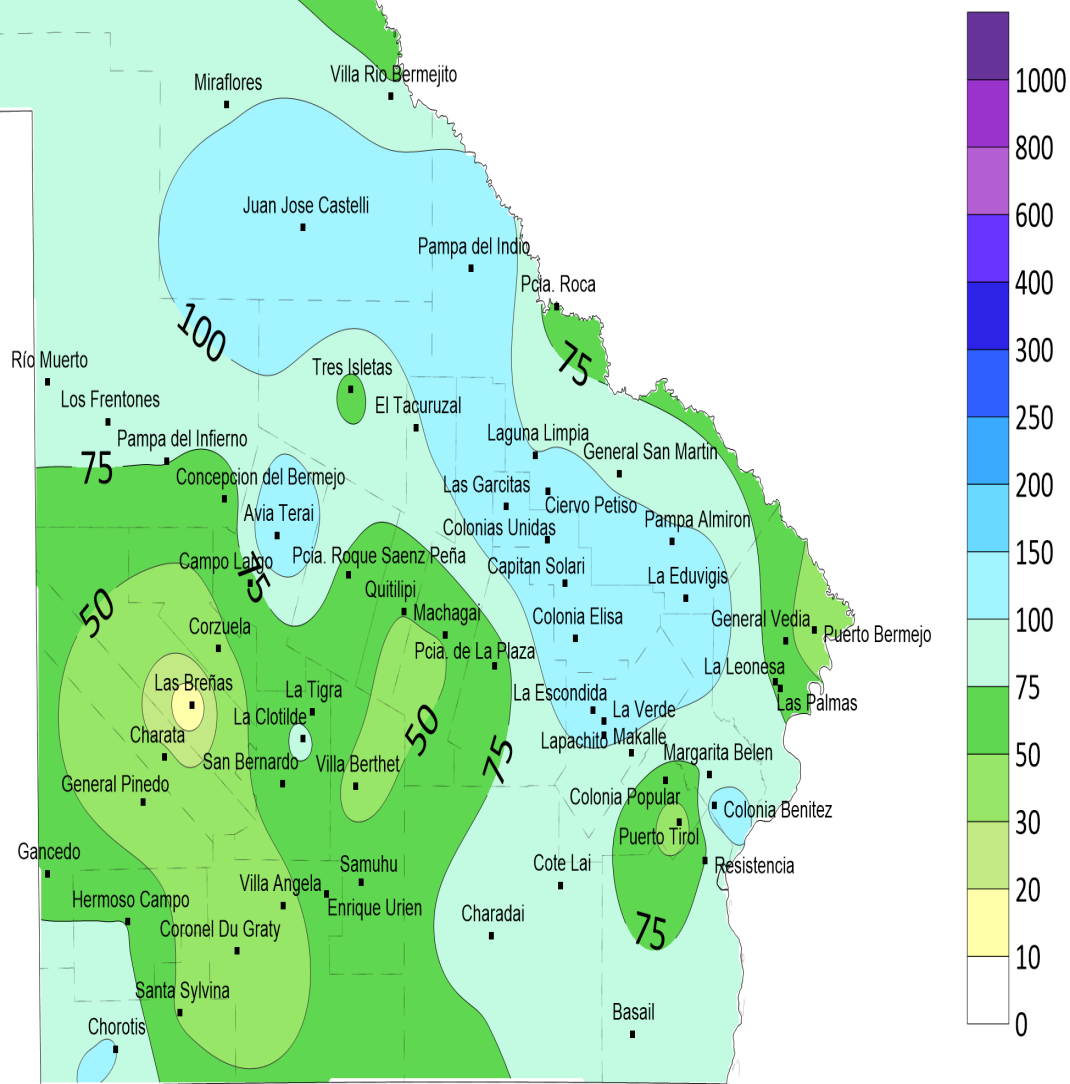 Miraflores
Villa Rio Bermejito
Juan Jose Castelli
Pampa del Indio
Pcia. Roca
100
75
Río Muerto
Tres Isletas
Los Frentones
El Tacuruzal
Pampa del Infierno
Laguna Limpia
General San Martin
75
Concepcion del Bermejo
Las Garcitas
Ciervo Petiso
Avia Terai
Colonias Unidas
Pampa Almiron
Campo Largo
75
Pcia. Roque Saenz Peña
Capitan Solari
La Eduvigis
Quitilipi
50
Machagai
Colonia Elisa
General Vedia
Puerto Bermejo
Corzuela
Pcia. de La Plaza
La Leonesa
Las Breñas
La Tigra
La Escondida
Las Palmas
La Clotilde
La Verde
50
Charata
Lapachito
Makalle
75
San Bernardo
Villa Berthet
Margarita Belen
General Pinedo
Colonia Popular
Colonia Benitez
Puerto Tirol
Gancedo
Samuhu
Cote Lai
Resistencia
Villa Angela
Hermoso Campo
Enrique Urien
Charadai
Coronel Du Graty
75
Santa Sylvina
Basail
Chorotis
1000
800
600
400
300
250
200
150
100
75
50
30
20
10
0